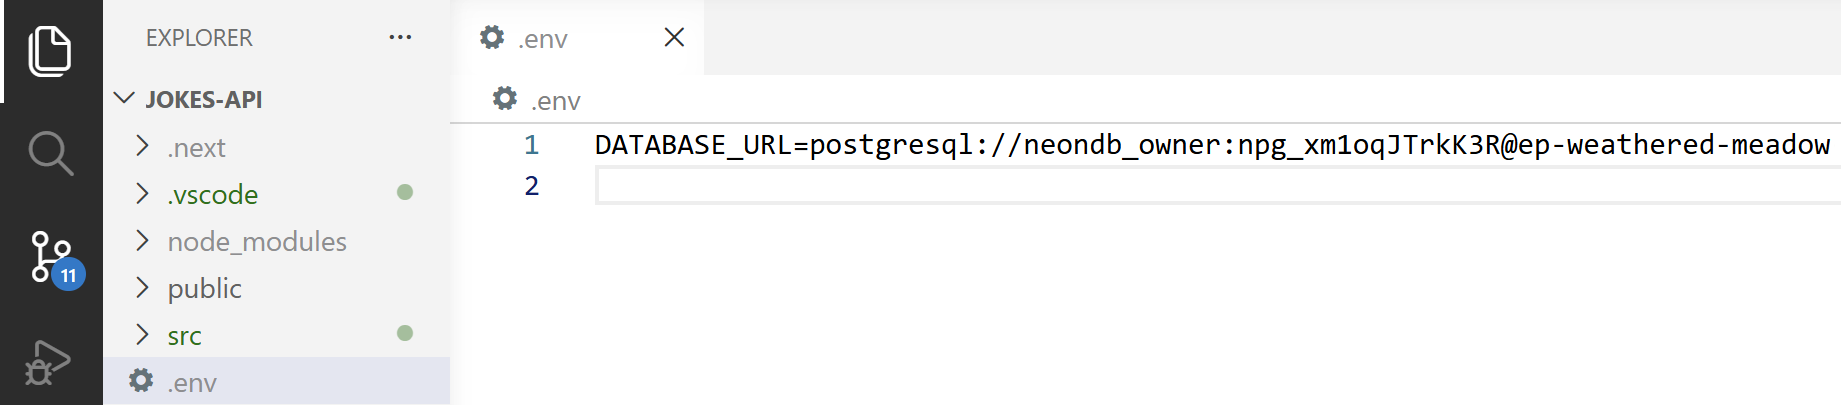 EXPLORER
JOKES-API
.next
.vscode
node_modules
public
src
.env
11
.env
.env
1 DATABASE_URL=postgresql://neondb_owner:npg_xm1oqJTrkK3R@ep-weathered-meadow
2